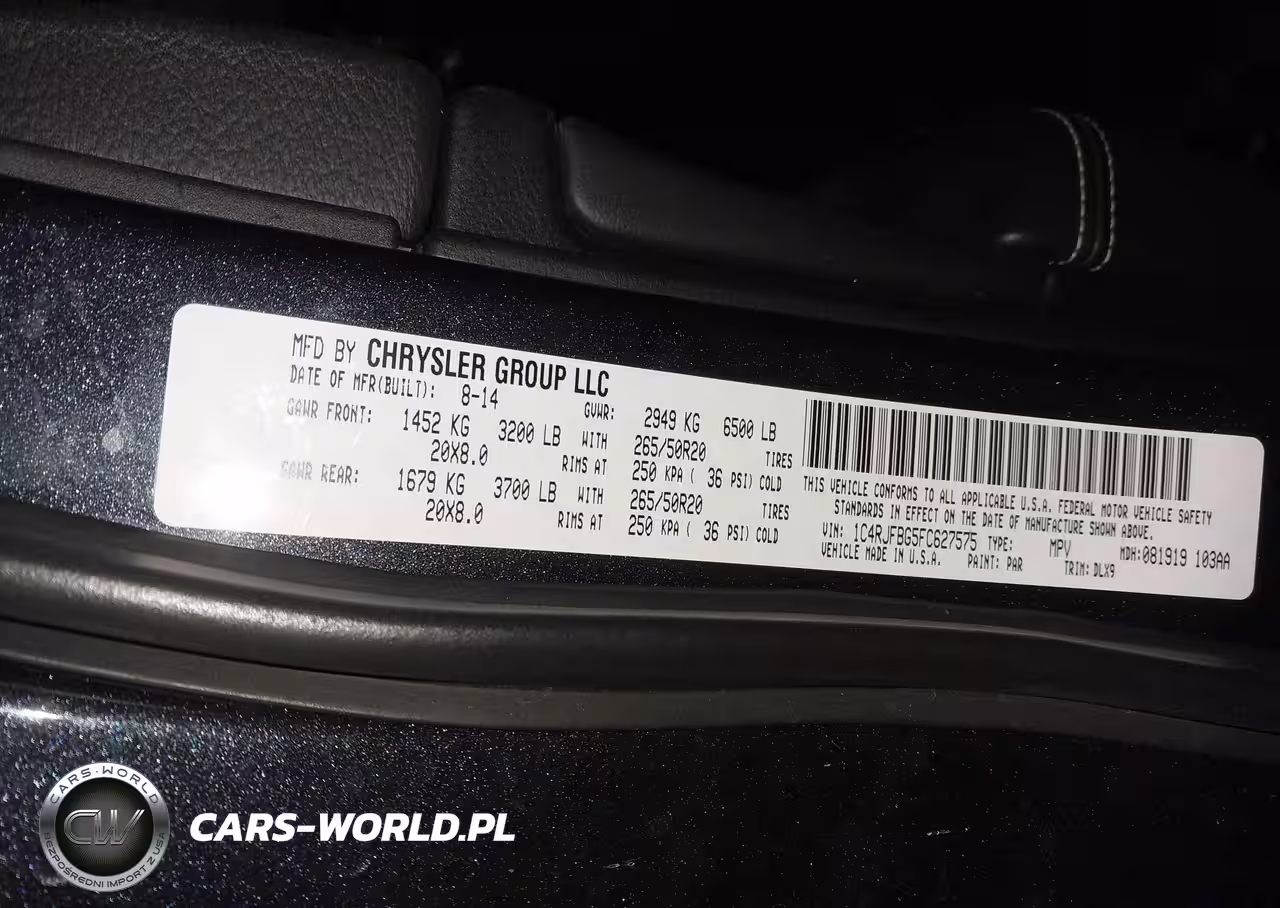 MFD BY CHRYSLER GROUP LLC
DATE OF MFR(BUILT): 8-14 GVWR: 2949 KG 6500 LB
GAWR FRONT: 1452 KG 3200 LB WITH 265/50R20 TIRES
20X8.0 RIMS AT 250 KPA ( 36 PSI) COLD
GAWR REAR: 1679 KG 3700 LB WITH 265/50R20 TIRES
20X8.0 RIMS AT 250 KPA ( 36 PSI) COLD
THIS VEHICLE CONFORMS TO ALL APPLICABLE U.S.A. FEDERAL MOTOR VEHICLE SAFETY
STANDARDS IN EFFECT ON THE DATE OF MANUFACTURE SHOWN ABOVE.
VIN: 1C4RJFBG5FC627575 TYPE: MPV MDH:081919 103AA
VEHICLE MADE IN U.S.A. PAINT: PAR TRIM: DLX9
CARS-WORLD
CW
BEZPOŚREDNI IMPORT Z USA
CARS-WORLD.PL